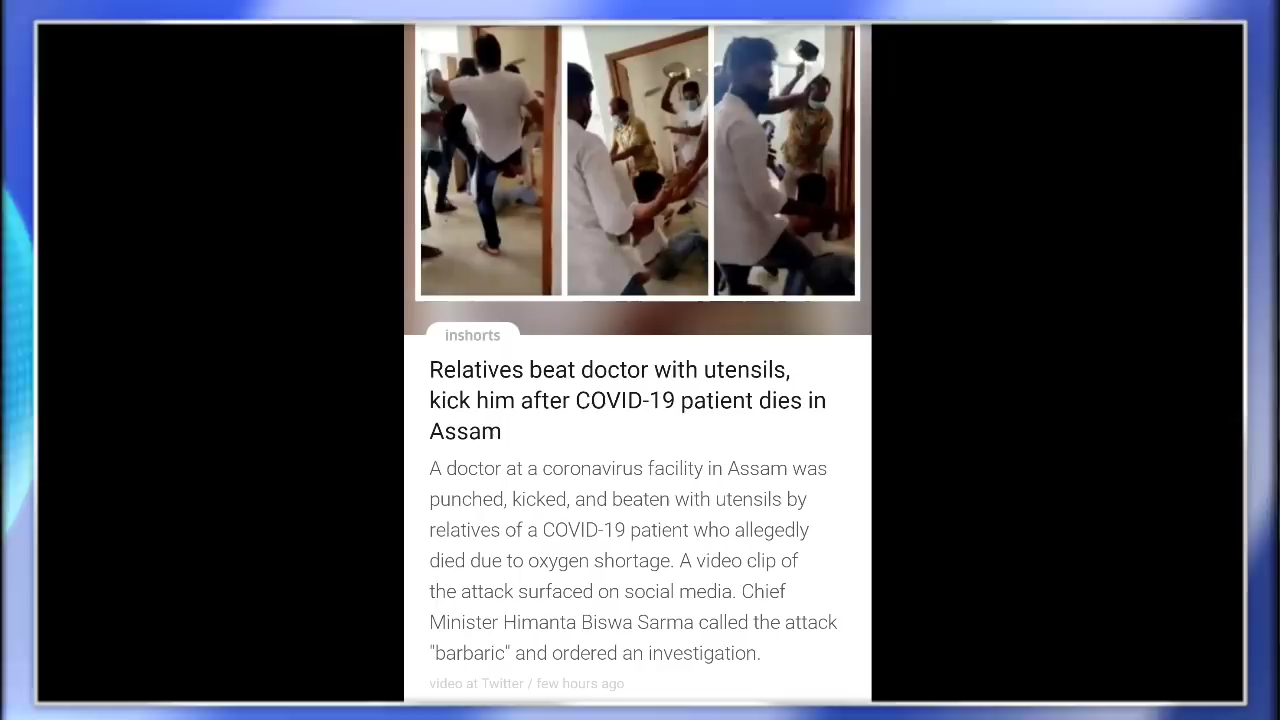 inshorts
Relatives beat doctor with utensils,
kick him after COVID-19 patient dies in
Assam
A doctor at a coronavirus facility in Assam was
punched, kicked, and beaten with utensils by
relatives of a COVID-19 patient who allegedly
died due to oxygen shortage. A video clip of
the attack surfaced on social media. Chief
Minister Himanta Biswa Sarma called the attack
"barbaric" and ordered an investigation.
video at Twitter / few hours ago